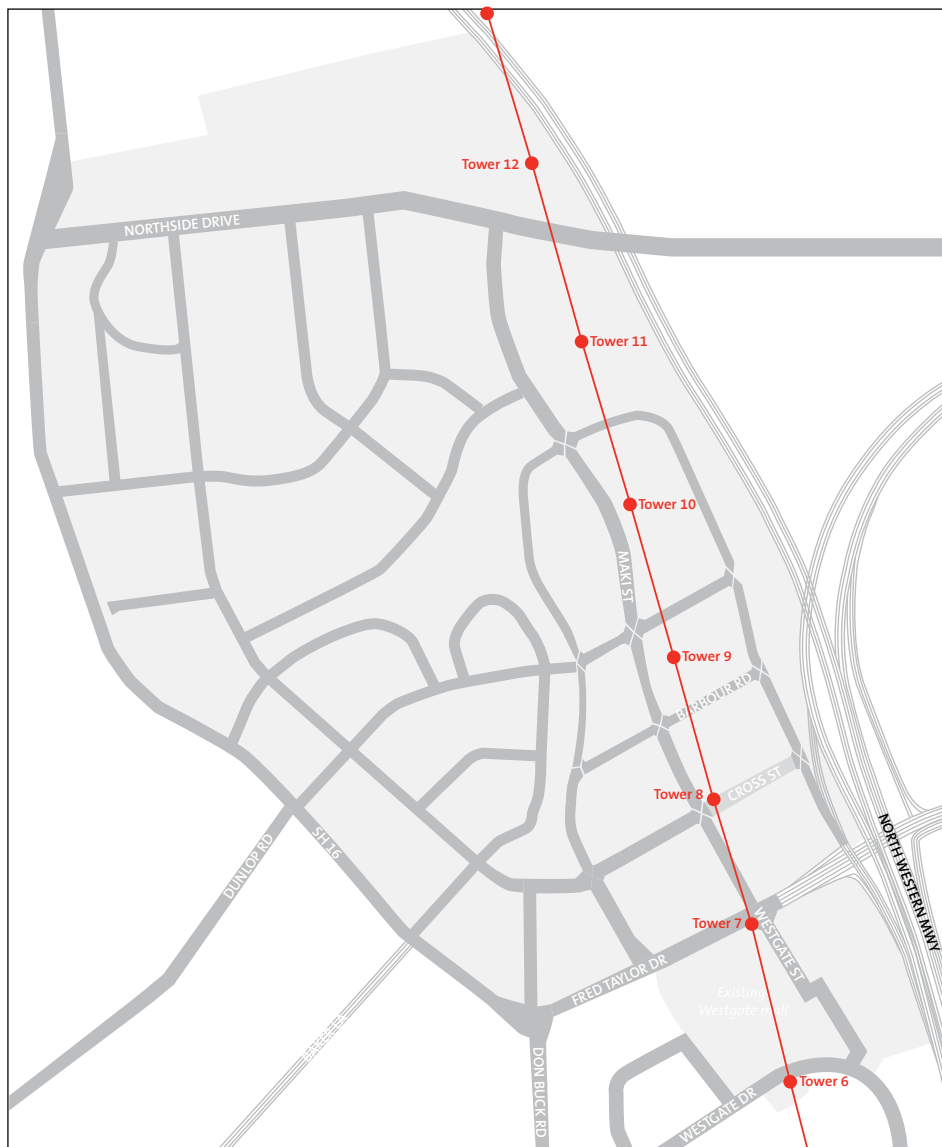 Tower 12
NORTHSIDE DRIVE
Tower 11
Tower 10
MAKI ST
Tower 9
BARBOUR RD
Tower 8
CROSS ST
NORTH WESTERN MWY
SH 16
DUNLOP RD
Tower 7
WESTGATE ST
FRED TAYLOR DR
Existing
Westgate mall
DON BUCK RD
Tower 6
WESTGATE DR